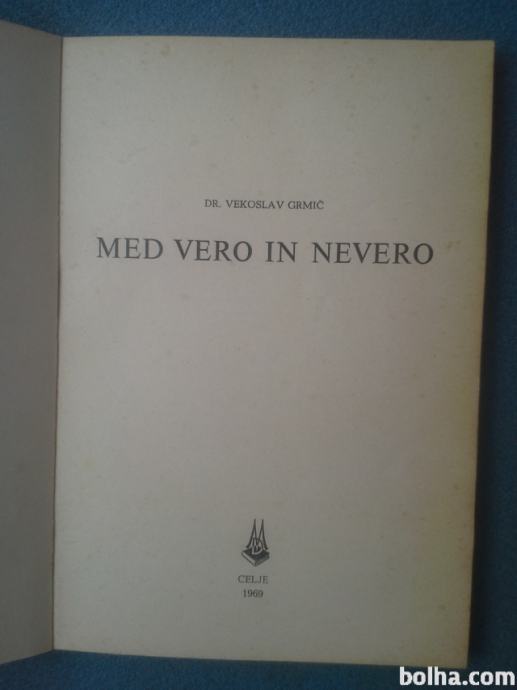 DR. VEKOSLAV GRMIČ
MED VERO IN NEVERO
CELJE
1969
bolha.com